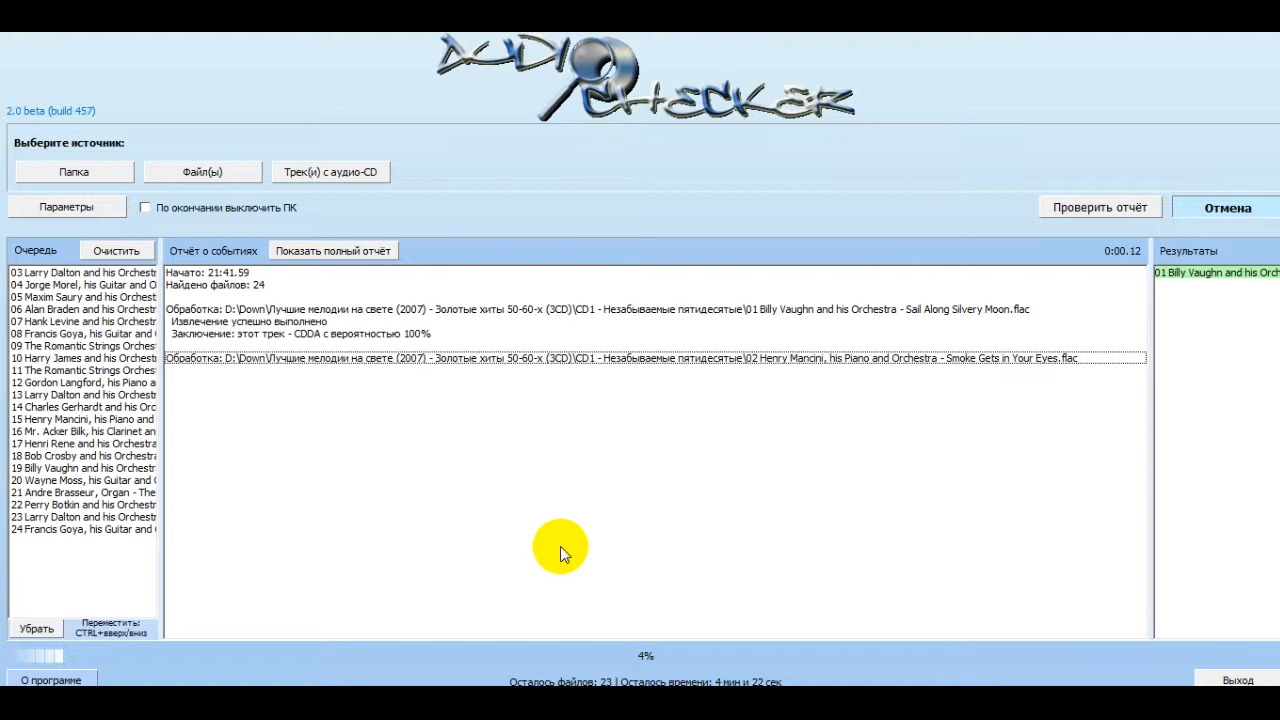 AUDIO CHECKER
2.0 beta (build 457)
Выберите источник:
Папка
Файл(ы)
Трек(и) с аудио-CD
Параметры
По окончании выключить ПК
Проверить отчёт
Отмена
Очередь
Очистить
Отчёт о событиях
Показать полный отчёт
0:00.12
Результаты
03 Larry Dalton and his Orchestr
04 Jorge Morel, his Guitar and O
05 Maxim Saury and his Orchest
06 Alan Braden and his Orchestr
07 Hank Levine and his Orchest
08 Francis Goya, his Guitar and
09 The Romantic Strings Orchest
10 Harry James and his Orchest
11 The Romantic Strings Orches
12 Gordon Langford, his Piano a
13 Larry Dalton and his Orchest
14 Charles Gerhardt and his Orc
15 Henry Mancini, his Piano and
16 Mr. Acker Bilk, his Clarinet an
17 Henri Rene and his Orchestra
18 Bob Crosby and his Orchestr
19 Billy Vaughn and his Orchestr
20 Wayne Moss, his Guitar and
21 Andre Brasseur, Organ - The
22 Perry Botkin and his Orchest
23 Larry Dalton and his Orchest
24 Francis Goya, his Guitar and
Убрать
Переместить:
CTRL+вверх/вниз
Начато: 21:41.59
Найдено файлов: 24
Обработка: D:\Down\Лучшие мелодии на свете (2007) - Золотые хиты 50-60-х (3CD)\CD1 - Незабываемые пятидесятые\01 Billy Vaughn and his Orchestra - Sail Along Silvery Moon.flac
Извлечение успешно выполнено
Заключение: этот трек - CDDA с вероятностью 100%
Обработка: D:\Down\Лучшие мелодии на свете (2007) - Золотые хиты 50-60-х (3CD)\CD1 - Незабываемые пятидесятые\02 Henry Mancini, his Piano and Orchestra - Smoke Gets in Your Eyes.flac
01 Billy Vaughn and his Orch
4%
О программе
Осталось файлов: 23 | Осталось времени: 4 мин и 22 сек
Выход